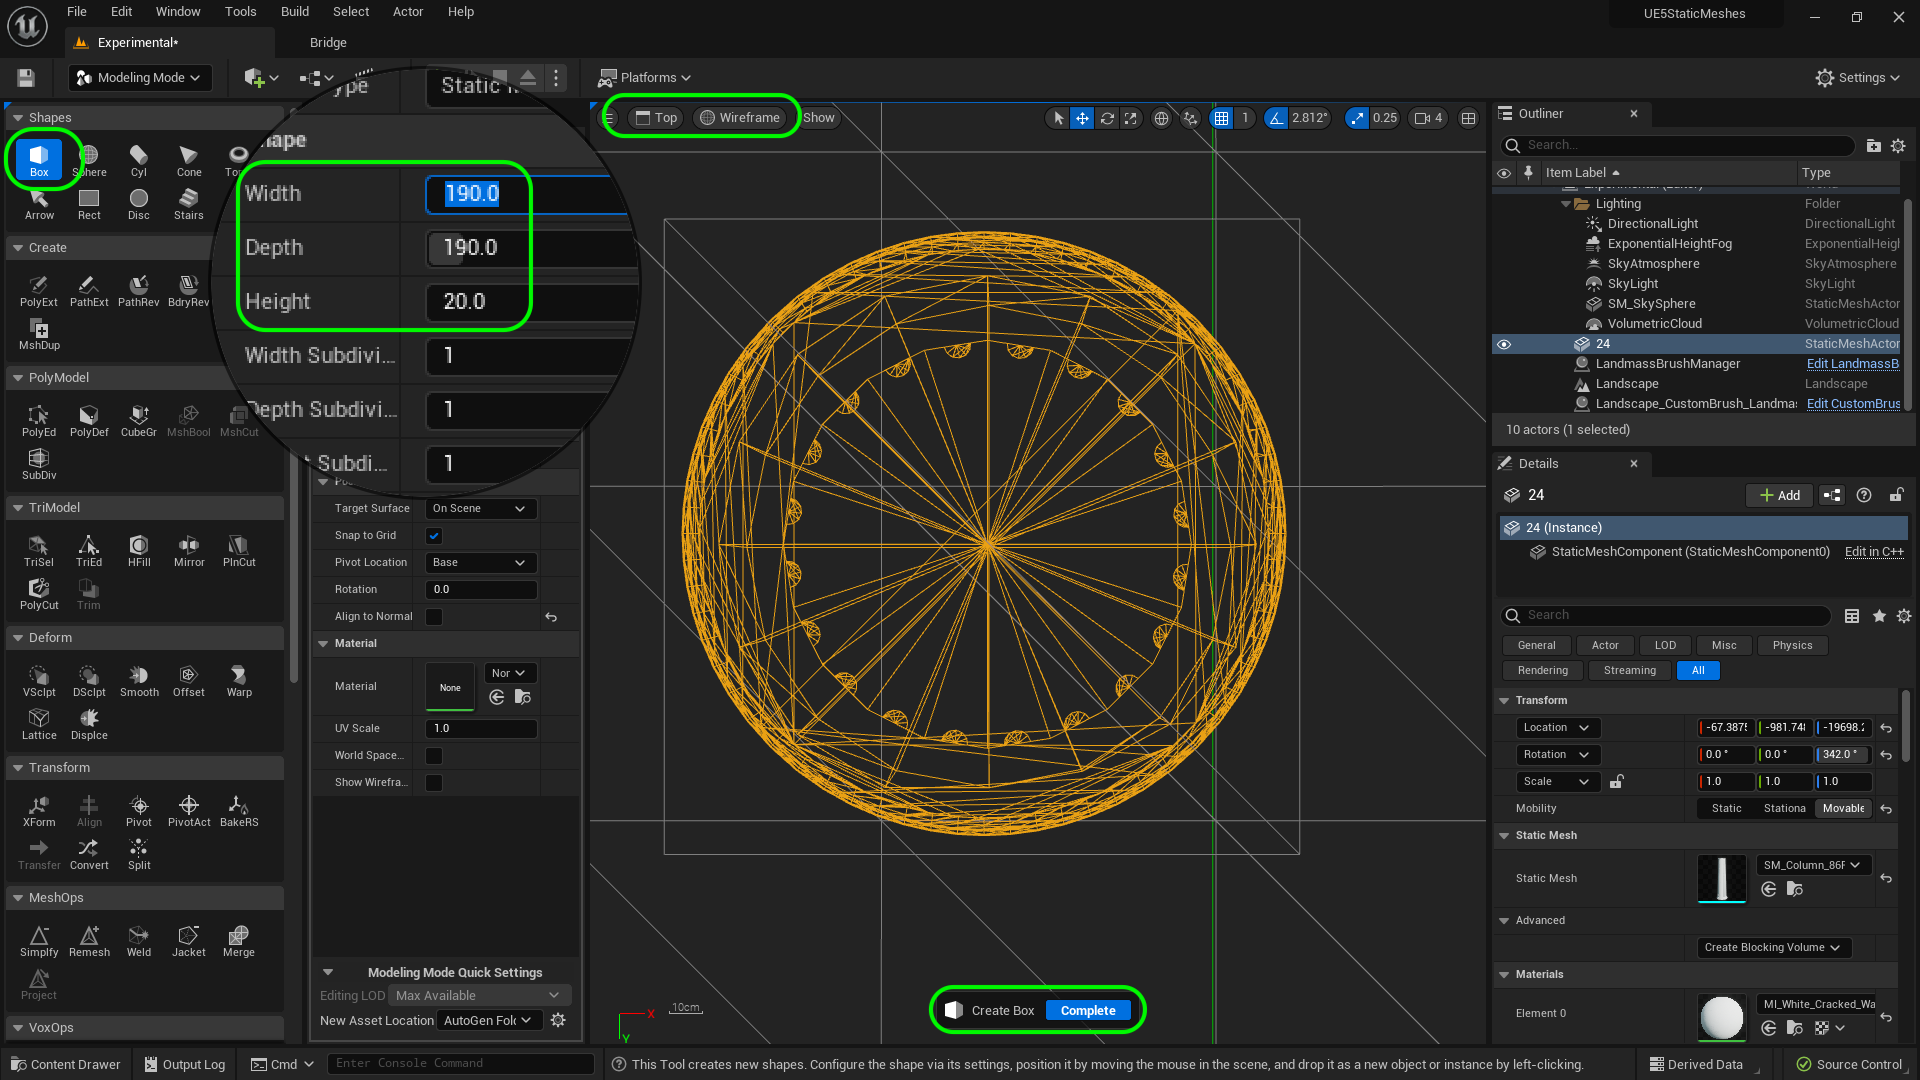 File Edit Window Tools Build Select Actor Help
UE5StaticMeshes
Experimental*
Bridge
Modeling Mode
Platforms
Settings
Shapes
Box Sphere Cyl Cone
Arrow Rect Disc Stairs
Create
PolyExt PathExt PathRev BdryRev
MshDup
PolyModel
PolyEd PolyDef CubeGr MshBool MshCut
SubDiv
TriModel
TriSel TriEd HFill Mirror PlnCut
PolyCut Trim
Deform
VSclpt DSclpt Smooth Offset Warp
Lattice Displce
Transform
XForm Align Pivot PivotAct BakeRS
Transfer Convert Split
MeshOps
Simplfy Remesh Weld Jacket Merge
Project
VoxOps
Width 190.0
Depth 190.0
Height 20.0
Width Subdivi... 1
Depth Subdivi... 1
Subdi... 1
Target Surface On Scene
Snap to Grid
Pivot Location Base
Rotation 0.0
Align to Normal
Material
Material None Nor
UV Scale 1.0
World Space...
Show Wirefra...
Modeling Mode Quick Settings
Editing LOD Max Available
New Asset Location AutoGen Fol
Top Wireframe Show
1 2.812° 0.25 4
X
Y
10cm
Create Box Complete
Outliner
Search...
Item Label Type
Lighting Folder
DirectionalLight DirectionalLight
ExponentialHeightFog ExponentialHeigh
SkyAtmosphere SkyAtmosphere
SkyLight SkyLight
SM_SkySphere StaticMeshActor
VolumetricCloud VolumetricCloud
24 StaticMeshActor
LandmassBrushManager Edit LandmassB
Landscape Landscape
Landscape_CustomBrush_Landmas Edit CustomBrus
10 actors (1 selected)
Details
24 Add
24 (Instance)
StaticMeshComponent (StaticMeshComponent0) Edit in C++
Search
General Actor LOD Misc Physics
Rendering Streaming All
Transform
Location -67.3875 -981.748 -19698.
Rotation 0.0 ° 0.0 ° 342.0 °
Scale 1.0 1.0 1.0
Mobility Static Stationa Movable
Static Mesh
Static Mesh SM_Column_86F
Advanced
Create Blocking Volume
Materials
Element 0 MI_White_Cracked_Wa
Content Drawer Output Log Cmd Enter Console Command
This Tool creates new shapes. Configure the shape via its settings, position it by moving the mouse in the scene, and drop it as a new object or instance by left-clicking.
Derived Data Source Control